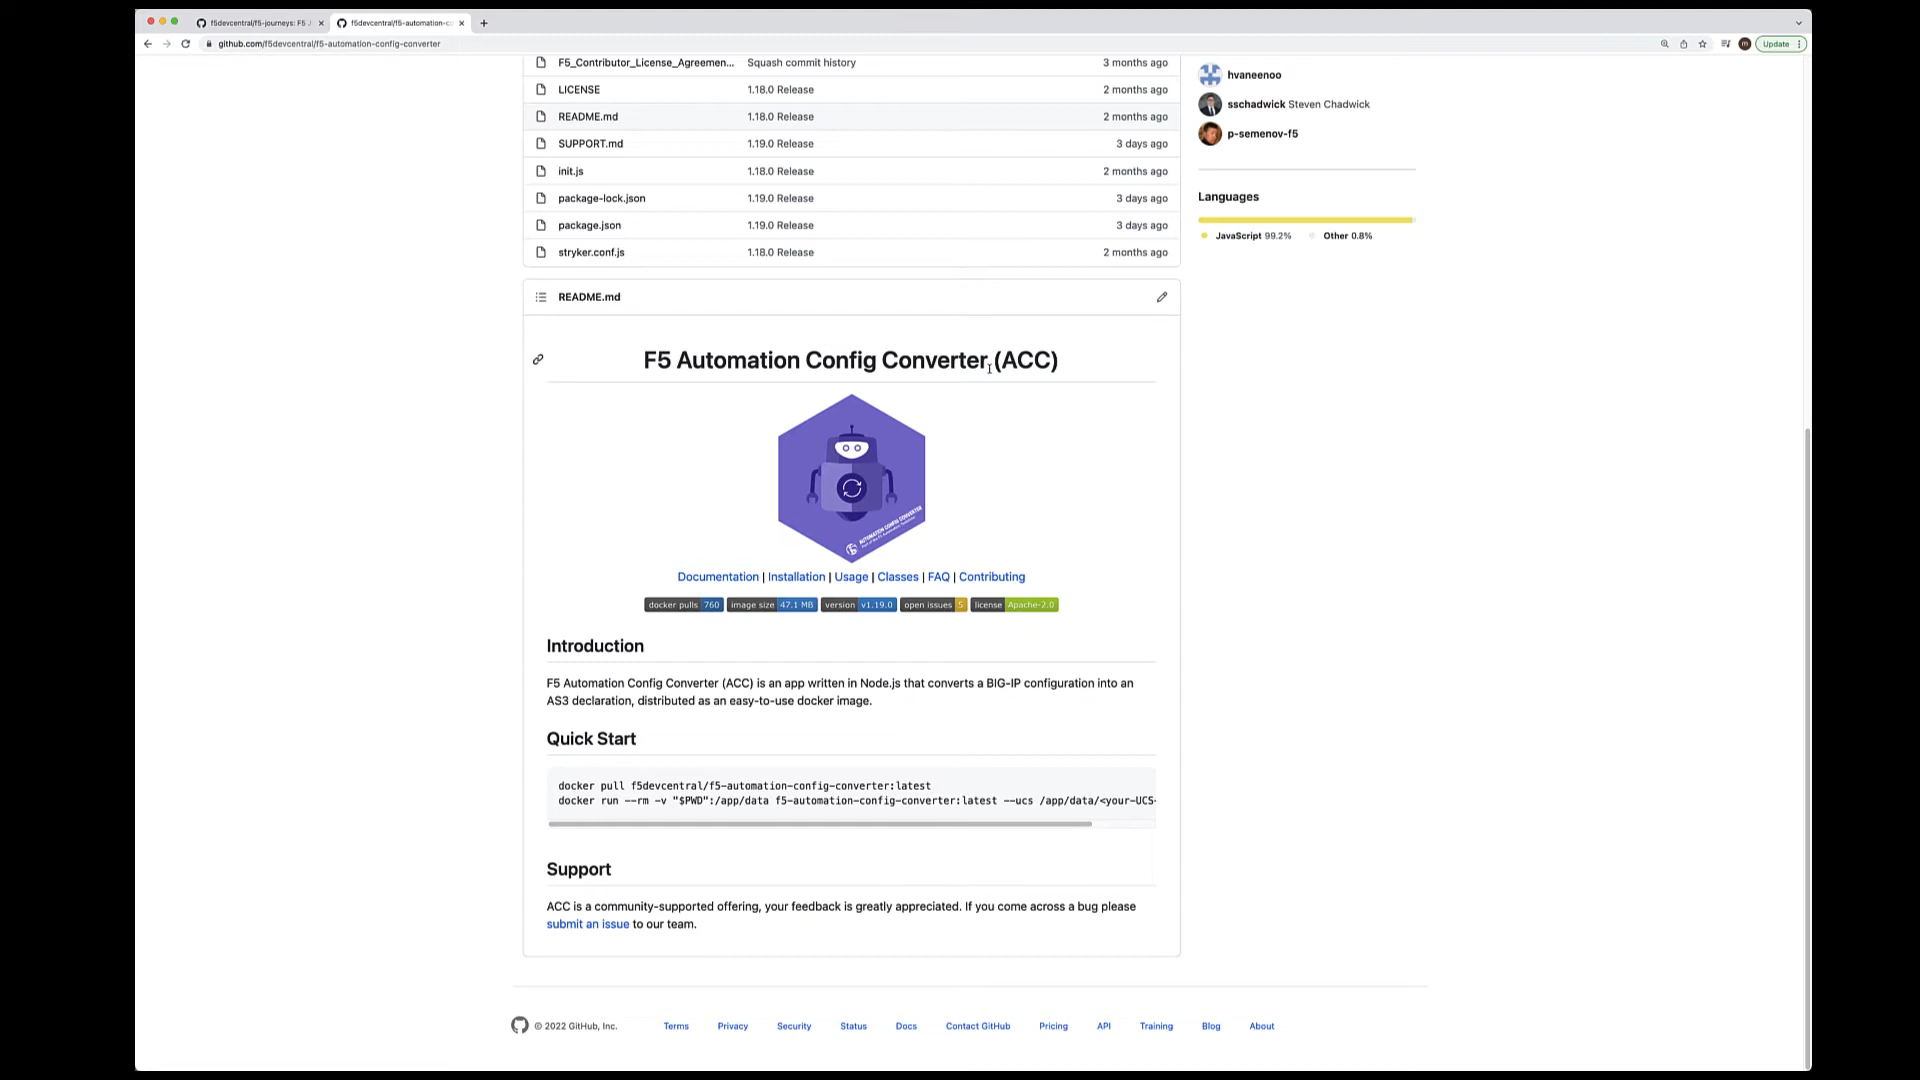 f5devcentral/f5-journeys: F5 J
f5devcentral/f5-automation-co
github.com/f5devcentral/f5-automation-config-converter
Update
F5_Contributor_License_Agreemen... Squash commit history 3 months ago
LICENSE 1.18.0 Release 2 months ago
README.md 1.18.0 Release 2 months ago
SUPPORT.md 1.19.0 Release 3 days ago
init.js 1.18.0 Release 2 months ago
package-lock.json 1.19.0 Release 3 days ago
package.json 1.19.0 Release 3 days ago
stryker.conf.js 1.18.0 Release 2 months ago
hvaneenoo
sschadwick Steven Chadwick
p-semenov-f5
Languages
JavaScript 99.2% Other 0.8%
README.md
F5 Automation Config Converter (ACC)
AUTOMATION CONFIG CONVERTER
Documentation | Installation | Usage | Classes | FAQ | Contributing
docker pulls 760 image size 47.1 MB version v1.19.0 open issues 5 license Apache-2.0
Introduction
F5 Automation Config Converter (ACC) is an app written in Node.js that converts a BIG-IP configuration into an
AS3 declaration, distributed as an easy-to-use docker image.
Quick Start
docker pull f5devcentral/f5-automation-config-converter:latest
docker run --rm -v "$PWD":/app/data f5-automation-config-converter:latest --ucs /app/data/<your-UCS-
Support
ACC is a community-supported offering, your feedback is greatly appreciated. If you come across a bug please
submit an issue to our team.
© 2022 GitHub, Inc. Terms Privacy Security Status Docs Contact GitHub Pricing API Training Blog About